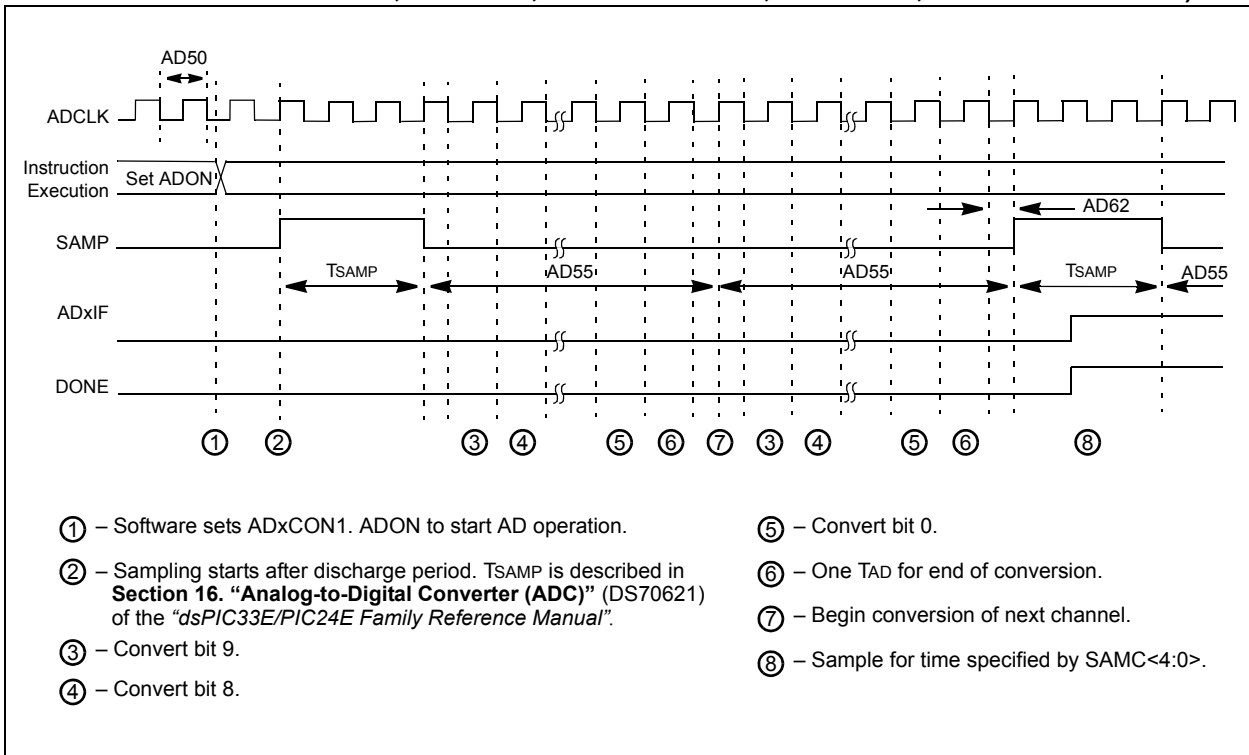 AD50
ADCLK
Instruction
Execution
Set ADON
AD62
SAMP
TSAMP
AD55
AD55
TSAMP
AD55
ADxIF
DONE
1 2 3 4 5 6 7 3 4 5 6 8
1 – Software sets ADxCON1. ADON to start AD operation.
2 – Sampling starts after discharge period. TSAMP is described in
Section 16. “Analog-to-Digital Converter (ADC)” (DS70621)
of the “dsPIC33E/PIC24E Family Reference Manual”.
3 – Convert bit 9.
4 – Convert bit 8.
5 – Convert bit 0.
6 – One TAD for end of conversion.
7 – Begin conversion of next channel.
8 – Sample for time specified by SAMC<4:0>.